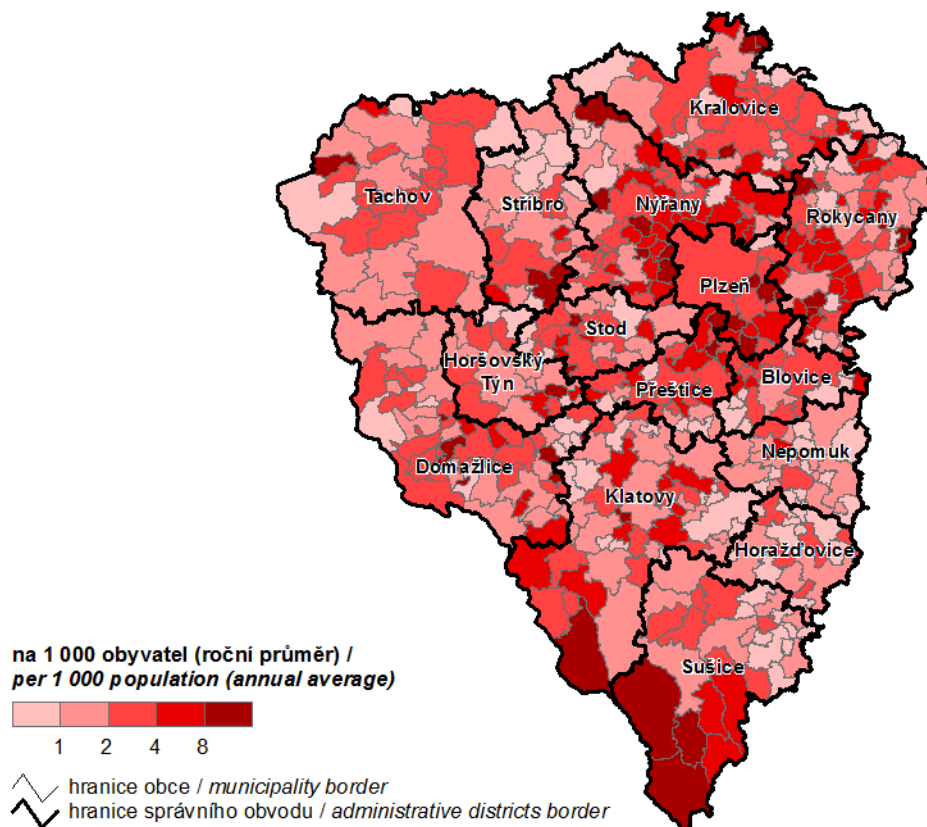 Kralovice
Tachov
Stříbro
Nýřany
Rokycany
Plzeň
Stod
Horšovský
Týn
Přeštice
Blovice
Domažlice
Nepomuk
Klatovy
Horažďovice
Sušice
na 1 000 obyvatel (roční průměr) /
per 1 000 population (annual average)
1 2 4 8
hranice obce / municipality border
hranice správního obvodu / administrative districts border